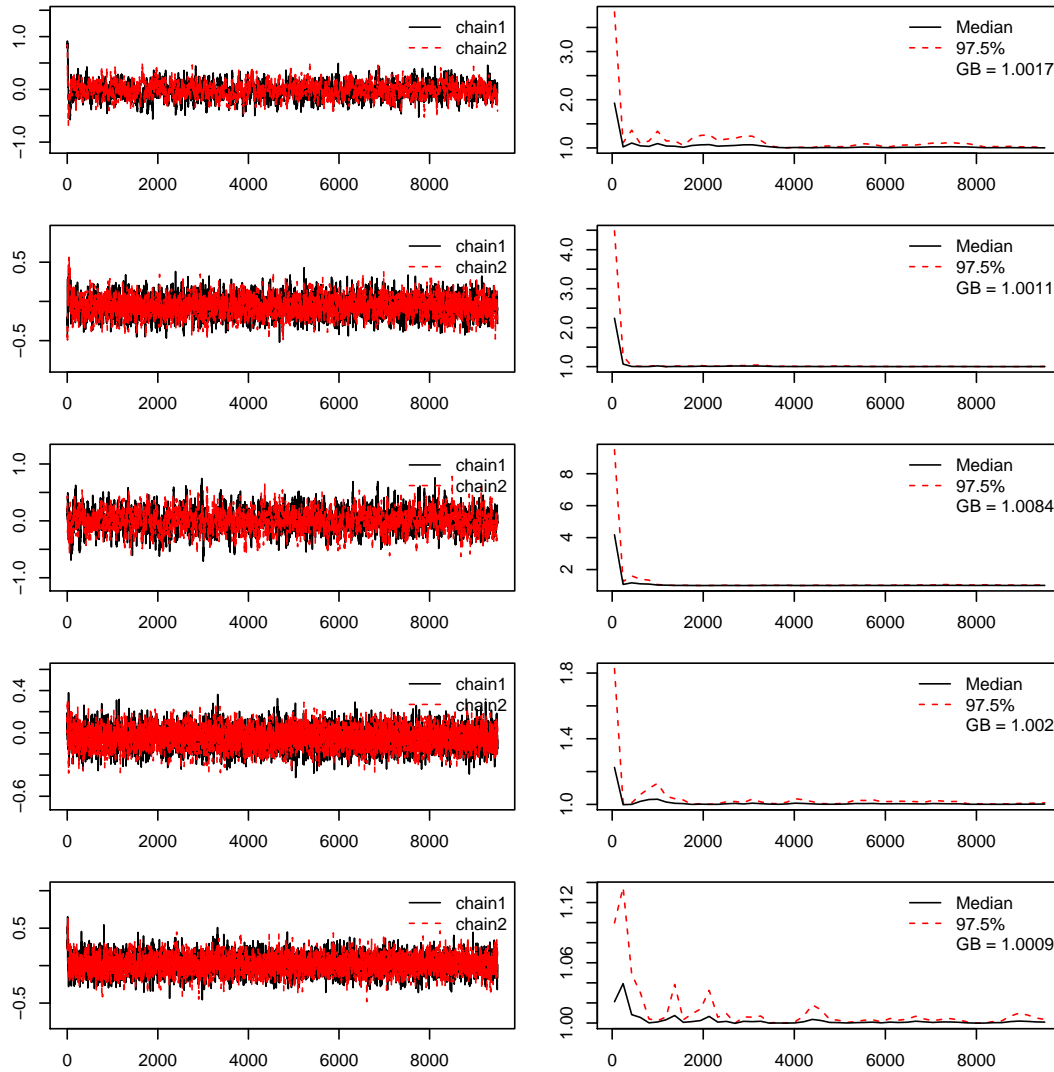 −1.0 0.0 1.0
chain1
chain2
0 2000 4000 6000 8000
1.0 2.0 3.0
Median
97.5%
GB = 1.0017
0 2000 4000 6000 8000
−0.5 0.5
chain1
chain2
0 2000 4000 6000 8000
1.0 2.0 3.0 4.0
Median
97.5%
GB = 1.0011
0 2000 4000 6000 8000
−1.0 0.0 1.0
chain1
chain2
0 2000 4000 6000 8000
2 4 6 8
Median
97.5%
GB = 1.0084
0 2000 4000 6000 8000
−0.6 0.0 0.4
chain1
chain2
0 2000 4000 6000 8000
1.0 1.4 1.8
Median
97.5%
GB = 1.002
0 2000 4000 6000 8000
−0.5 0.5
chain1
chain2
0 2000 4000 6000 8000
1.00 1.06 1.12
Median
97.5%
GB = 1.0009
0 2000 4000 6000 8000